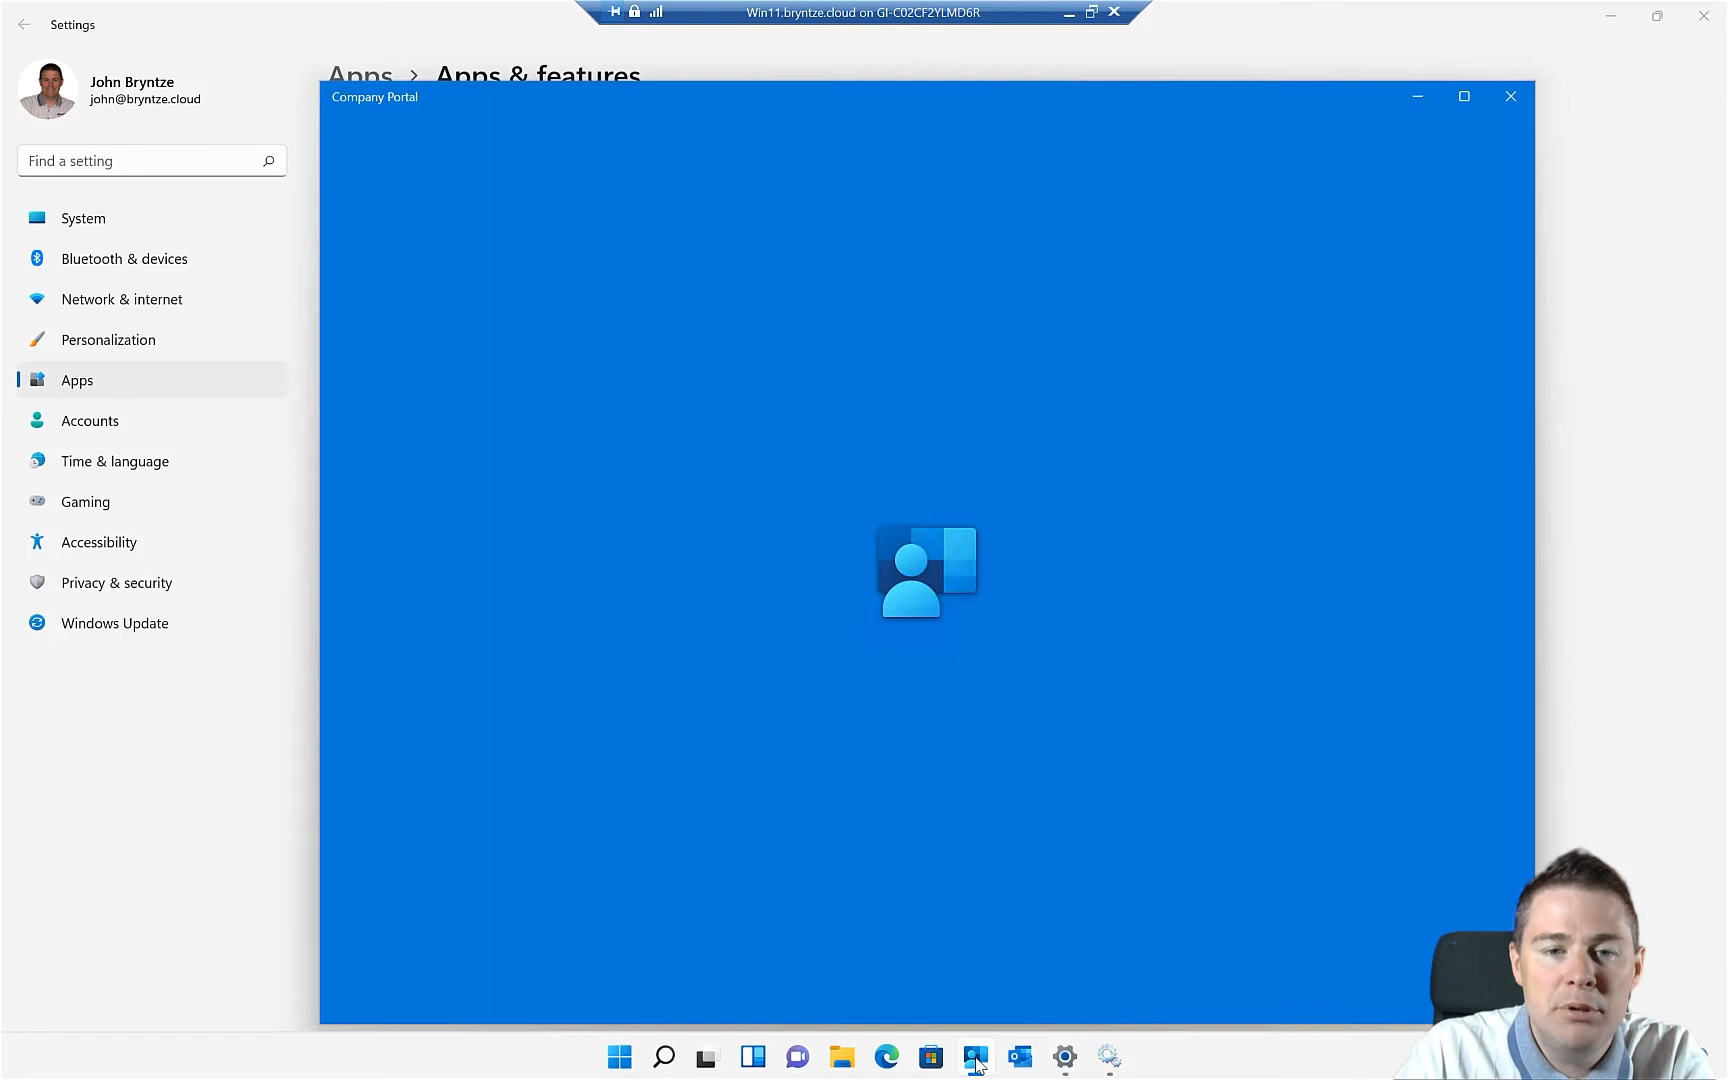 Win11.bryntze.cloud on GI-C02CF2YLMD6R
Settings
John Bryntze
john@bryntze.cloud
Find a setting
System
Bluetooth & devices
Network & internet
Personalization
Apps
Accounts
Time & language
Gaming
Accessibility
Privacy & security
Windows Update
Apps > Apps & features
Company Portal